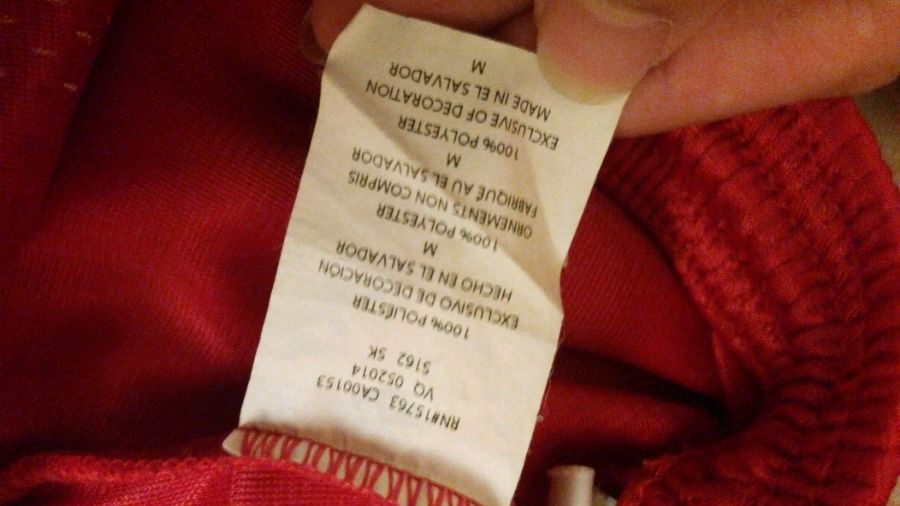 RN#15763 CA00153
VQ 052014
5162 SK
100% POLIÉSTER
EXCLUSIVO DE DECORACIÓN
HECHO EN EL SALVADOR
M
100% POLYESTER
ORNEMENTS NON COMPRIS
FABRIQUÉ AU EL SALVADOR
M
100% POLYESTER
EXCLUSIVE OF DECORATION
MADE IN EL SALVADOR
M